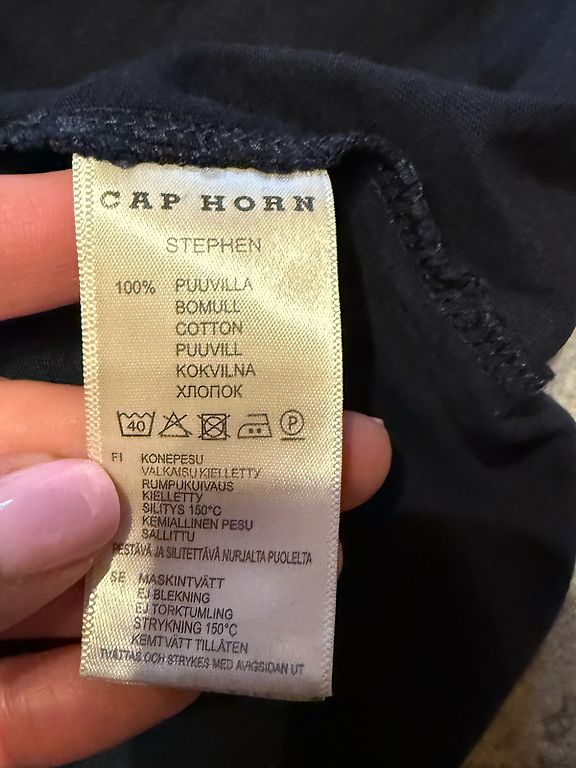 CAP HORN
STEPHEN
100% PUUVILLA
BOMULL
COTTON
PUUVILL
KOKVILNA
ХЛОПОК
40 P
FI KONEPESU
VALKAISU KIELLETTY
RUMPUKUIVAUS
KIELLETTY
SILITYS 150°C
KEMIALLINEN PESU
SALLITTU
PESTÄVÄ JA SILITETTÄVÄ NURJALTA PUOLELTA
SE MASKINTVÄTT
EJ BLEKNING
EJ TORKTUMLING
STRYKNING 150°C
KEMTVÄTT TILLÅTEN
TVÄTTAS OCH STRYKES MED AVIGSIDAN UT